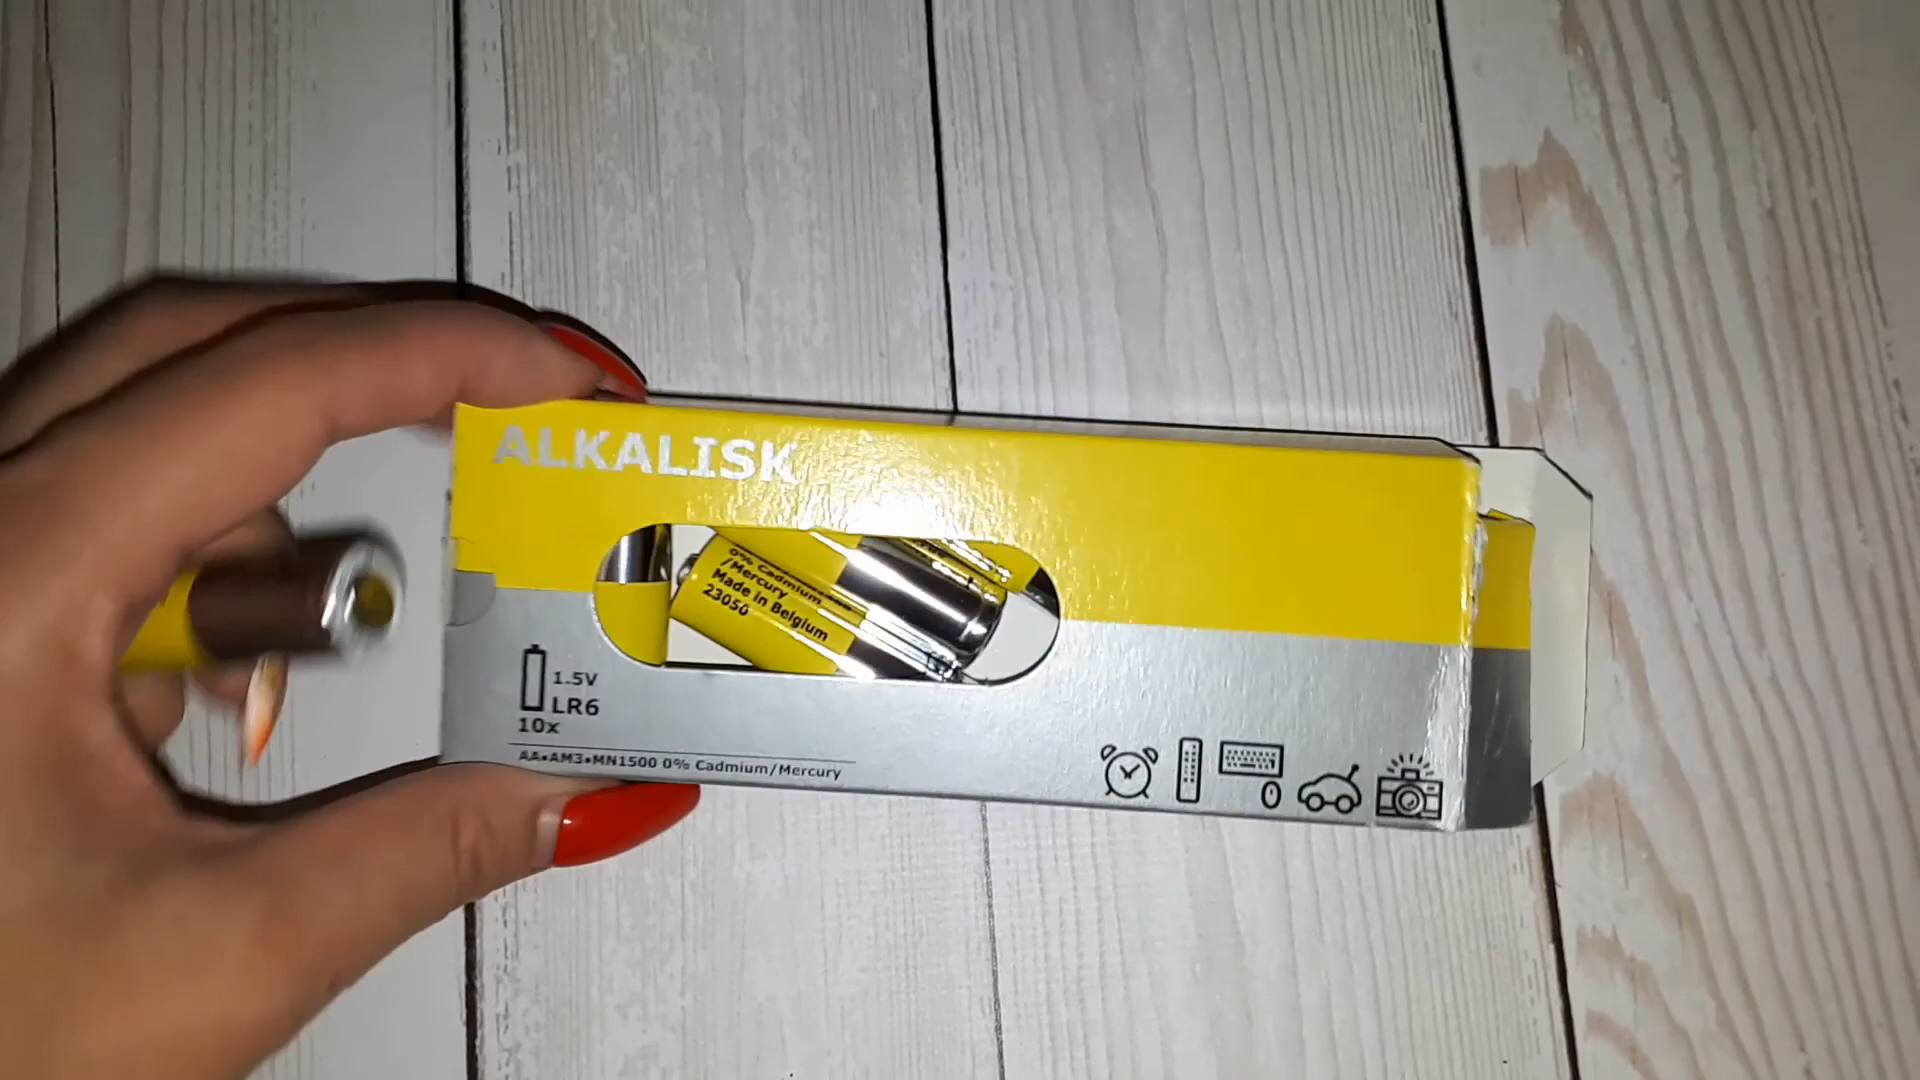 ALKALISK
0% Cadmium
/Mercury
Made in Belgium
23050
1.5V
LR6
10x
AA•AM3•MN1500 0% Cadmium/Mercury